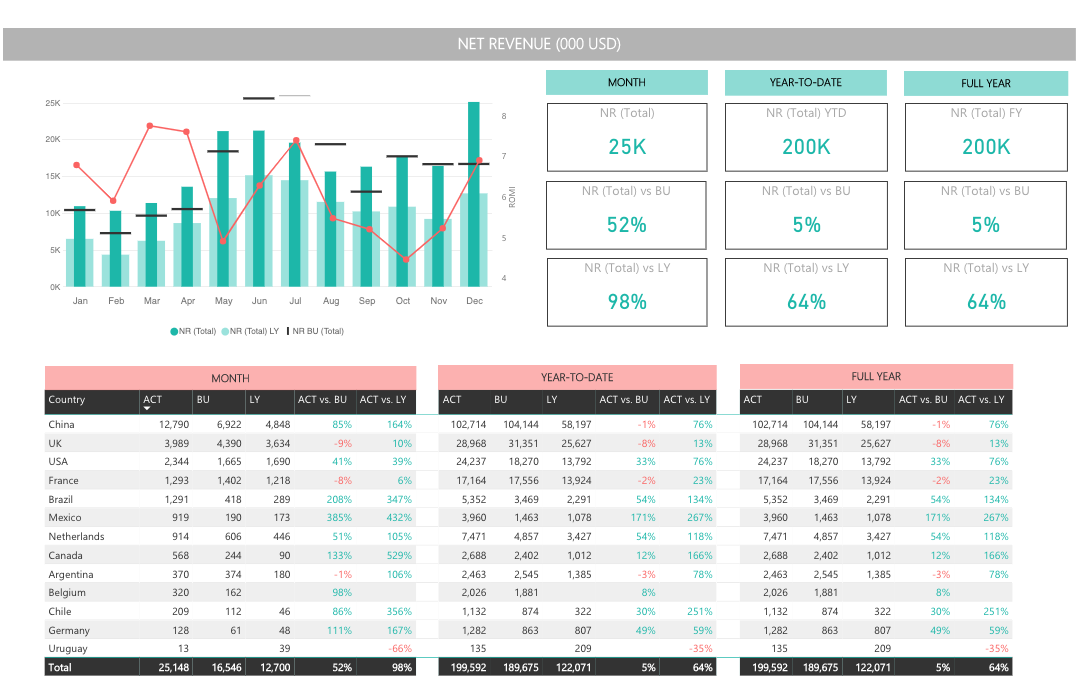 NET REVENUE (000 USD)
MONTH YEAR-TO-DATE FULL YEAR
NR (Total) NR (Total) YTD NR (Total) FY
25K 200K 200K
NR (Total) vs BU NR (Total) vs BU NR (Total) vs BU
52% 5% 5%
NR (Total) vs LY NR (Total) vs LY NR (Total) vs LY
98% 64% 64%
25K
20K
15K
10K
5K
0K
8
7
6
5
4
ROMI
Jan Feb Mar Apr May Jun Jul Aug Sep Oct Nov Dec
NR (Total) NR (Total) LY NR BU (Total)
MONTH YEAR-TO-DATE FULL YEAR
Country ACT BU LY ACT vs. BU ACT vs. LY ACT BU LY ACT vs. BU ACT vs. LY ACT BU LY ACT vs. BU ACT vs. LY
China 12,790 6,922 4,848 85% 164% 102,714 104,144 58,197 -1% 76% 102,714 104,144 58,197 -1% 76%
UK 3,989 4,390 3,634 -9% 10% 28,968 31,351 25,627 -8% 13% 28,968 31,351 25,627 -8% 13%
USA 2,344 1,665 1,690 41% 39% 24,237 18,270 13,792 33% 76% 24,237 18,270 13,792 33% 76%
France 1,293 1,402 1,218 -8% 6% 17,164 17,556 13,924 -2% 23% 17,164 17,556 13,924 -2% 23%
Brazil 1,291 418 289 208% 347% 5,352 3,469 2,291 54% 134% 5,352 3,469 2,291 54% 134%
Mexico 919 190 173 385% 432% 3,960 1,463 1,078 171% 267% 3,960 1,463 1,078 171% 267%
Netherlands 914 606 446 51% 105% 7,471 4,857 3,427 54% 118% 7,471 4,857 3,427 54% 118%
Canada 568 244 90 133% 529% 2,688 2,402 1,012 12% 166% 2,688 2,402 1,012 12% 166%
Argentina 370 374 180 -1% 106% 2,463 2,545 1,385 -3% 78% 2,463 2,545 1,385 -3% 78%
Belgium 320 162 98% 2,026 1,881 8% 2,026 1,881 8%
Chile 209 112 46 86% 356% 1,132 874 322 30% 251% 1,132 874 322 30% 251%
Germany 128 61 48 111% 167% 1,282 863 807 49% 59% 1,282 863 807 49% 59%
Uruguay 13 39 -66% 135 209 -35% 135 209 -35%
Total 25,148 16,546 12,700 52% 98% 199,592 189,675 122,071 5% 64% 199,592 189,675 122,071 5% 64%